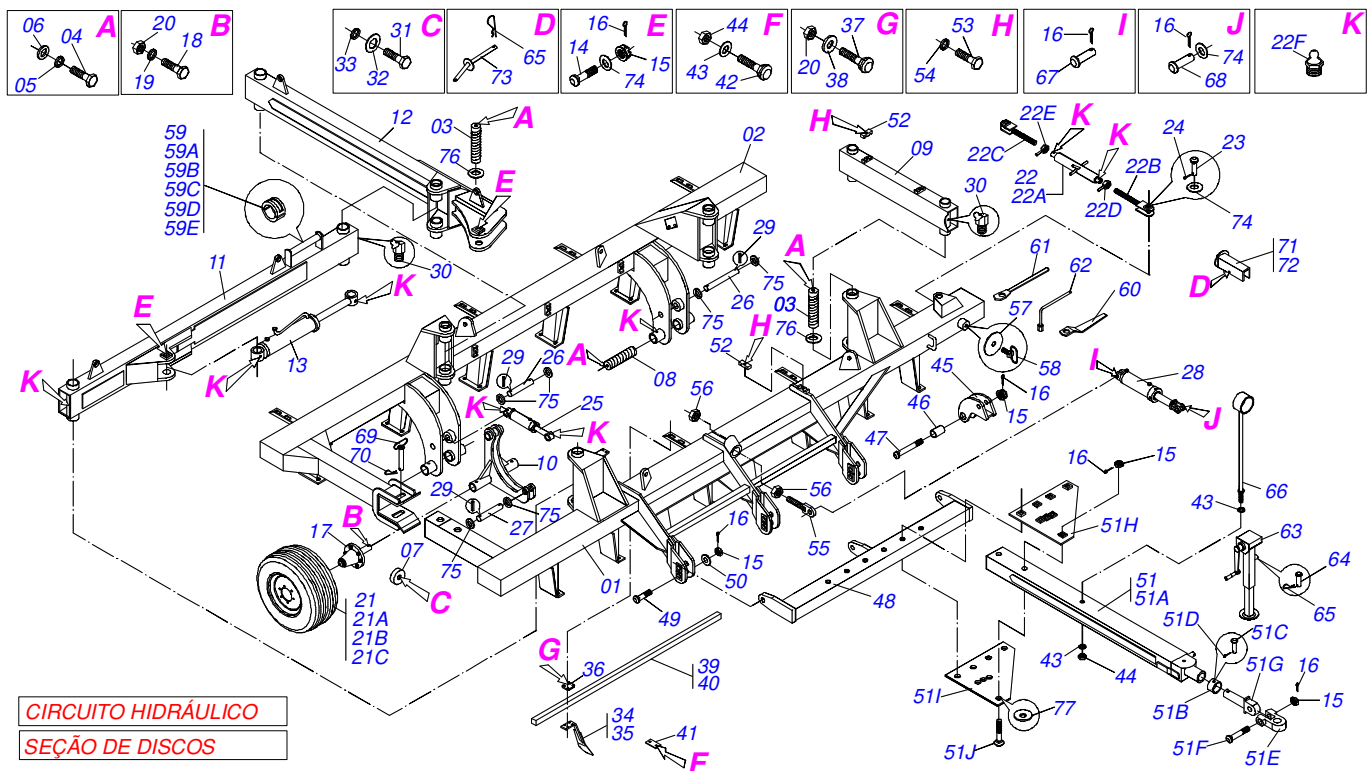 06
04
05
A
20
18
19
B
33
31
32
C
65
73
D
16
14
15
74
E
44
43
42
F
37
20
38
G
53
54
H
16
67
I
16
74
68
J
22F
K
12
03
A
76
E
02
H
52
09
30
22E
K
K
22C
22
22A
22B
22D
24
23
74
59
59A
59B
59C
59D
59E
11
30
K
E
13
K
K
29
75
26
75
K
A
08
A
03
76
61
62
60
57
58
71
72
D
H
52
29
26
75
K
25
K
56
45
16
15
46
47
I
28
J
69
70
10
29
27
75
75
B
17
07
C
21
21A
21B
21C
01
16
15
50
49
56
55
48
16
15
51H
66
43
63
64
65
51
51A
51D
51C
51G
16
15
51B
51F
51E
43
44
51I
77
51J
G
36
39
40
34
35
41
F
CIRCUITO HIDRÁULICO
SEÇÃO DE DISCOS